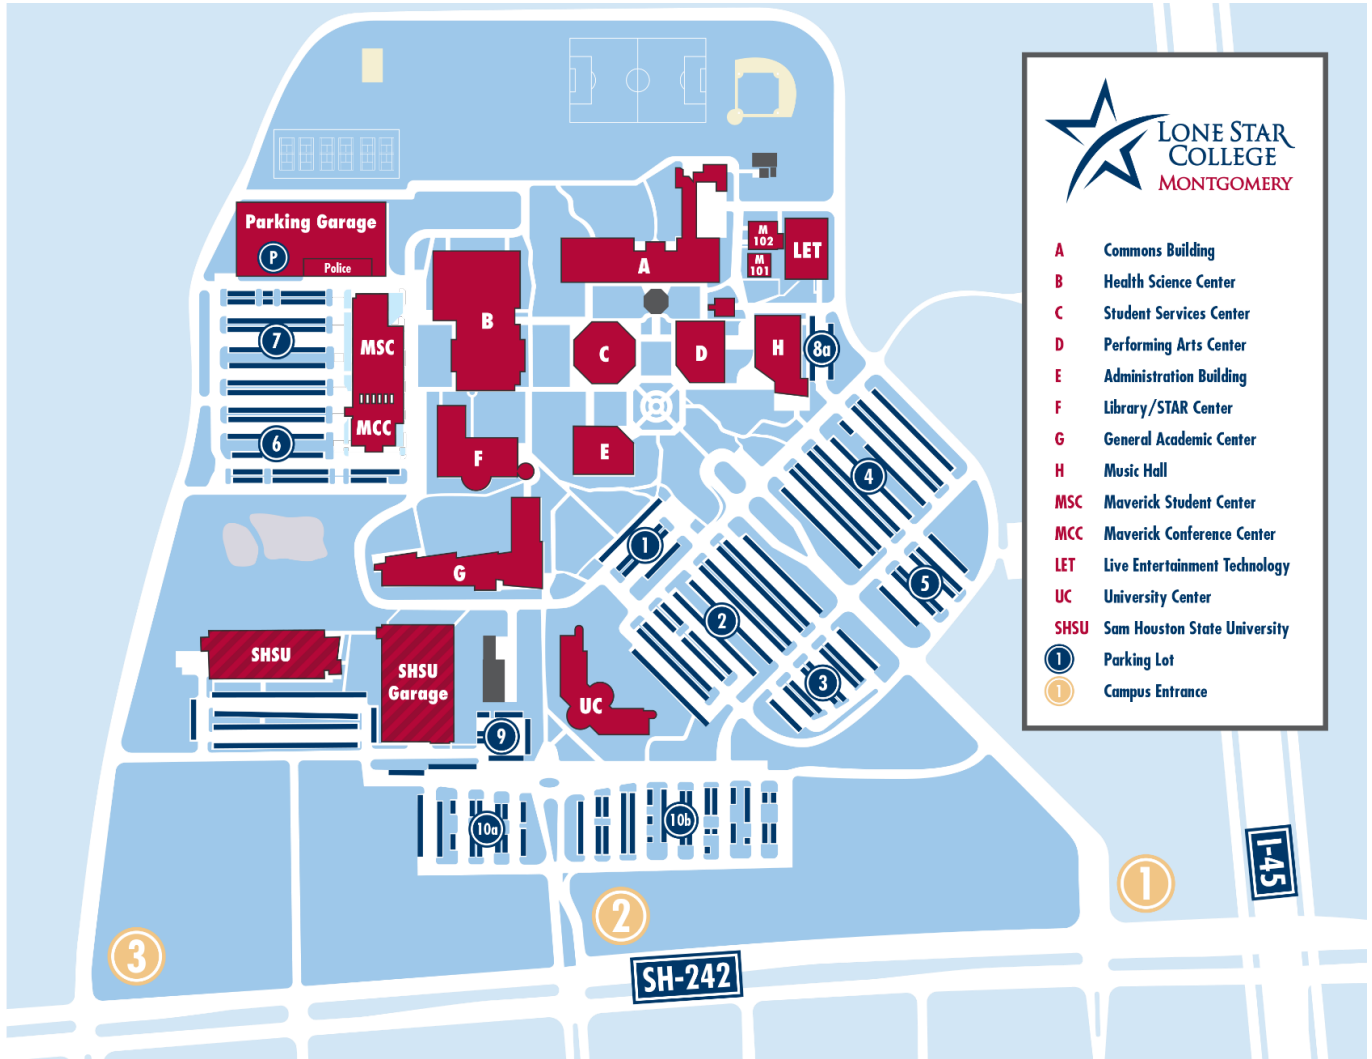 LONE STAR
COLLEGE
MONTGOMERY
A Commons Building
B Health Science Center
C Student Services Center
D Performing Arts Center
E Administration Building
F Library/STAR Center
G General Academic Center
H Music Hall
MSC Maverick Student Center
MCC Maverick Conference Center
LET Live Entertainment Technology
UC University Center
SHSU Sam Houston State University
1 Parking Lot
1 Campus Entrance
Parking Garage
P
Police
A
M
102
M
101
LET
B
C
D
H
8a
7
MSC
6
MCC
F
E
4
1
G
5
2
SHSU
SHSU
Garage
3
UC
9
10a
10b
I-45
1
2
3
SH-242